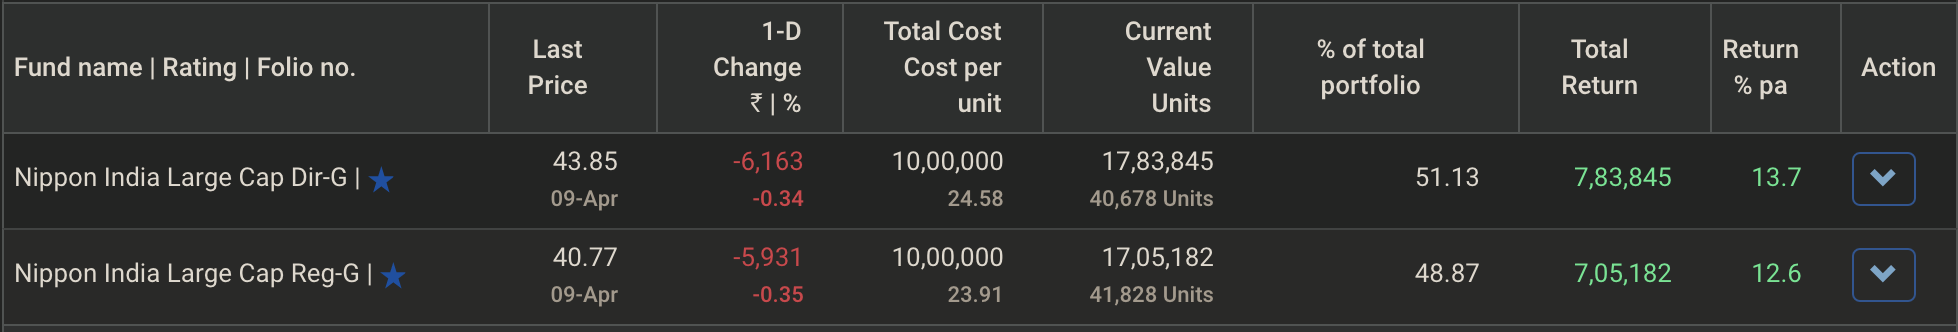 Fund name | Rating | Folio no.
Last
Price
1-D
Change
₹ | %
Total Cost
Cost per
unit
Current
Value
Units
% of total
portfolio
Total
Return
Return
% pa
Action
Nippon India Large Cap Dir-G |
43.85
09-Apr
-6,163
-0.34
10,00,000
24.58
17,83,845
40,678 Units
51.13
7,83,845
13.7
Nippon India Large Cap Reg-G |
40.77
09-Apr
-5,931
-0.35
10,00,000
23.91
17,05,182
41,828 Units
48.87
7,05,182
12.6